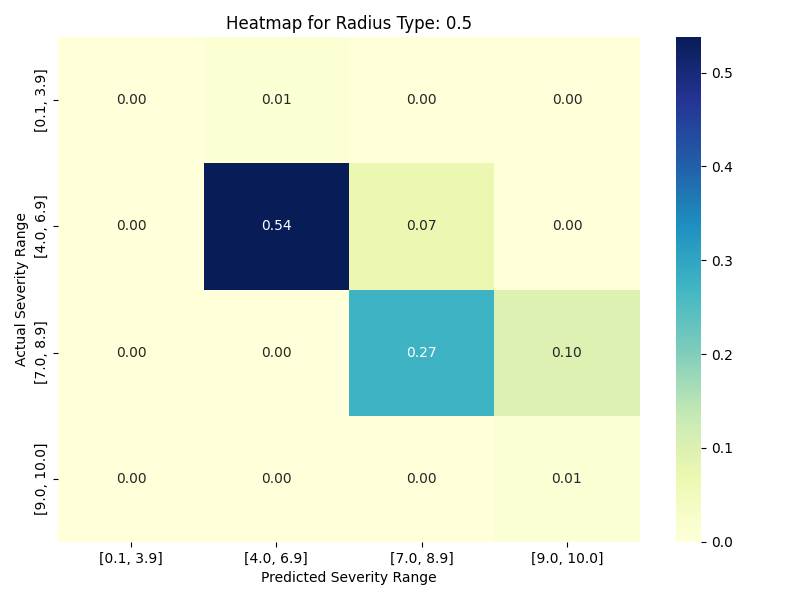 Heatmap for Radius Type: 0.5
Actual Severity Range
[0.1, 3.9]
0.00 0.01 0.00 0.00
[4.0, 6.9]
0.00 0.54 0.07 0.00
[7.0, 8.9]
0.00 0.00 0.27 0.10
[9.0, 10.0]
0.00 0.00 0.00 0.01
[0.1, 3.9] [4.0, 6.9] [7.0, 8.9] [9.0, 10.0]
Predicted Severity Range
0.5
0.4
0.3
0.2
0.1
0.0